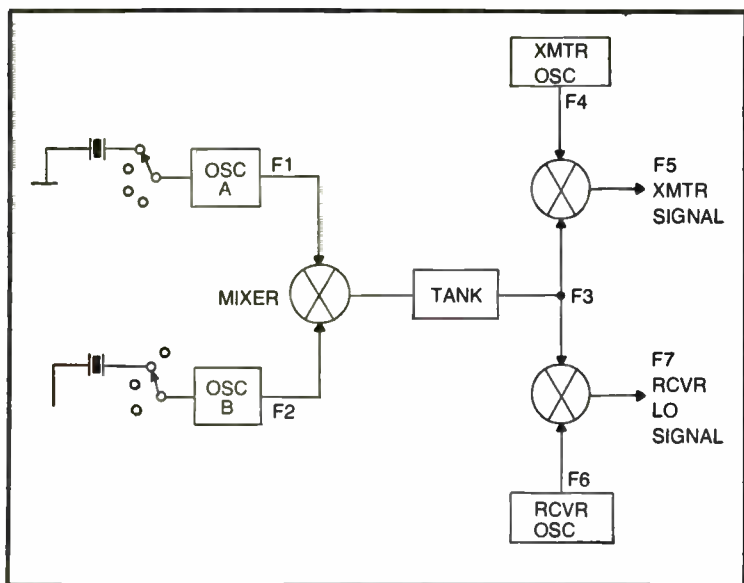 XMTR
OSC
F4
OSC
A
F1
F5
XMTR
SIGNAL
MIXER
TANK
F3
OSC
B
F2
F7
RCVR
LO
SIGNAL
F6
RCVR
OSC